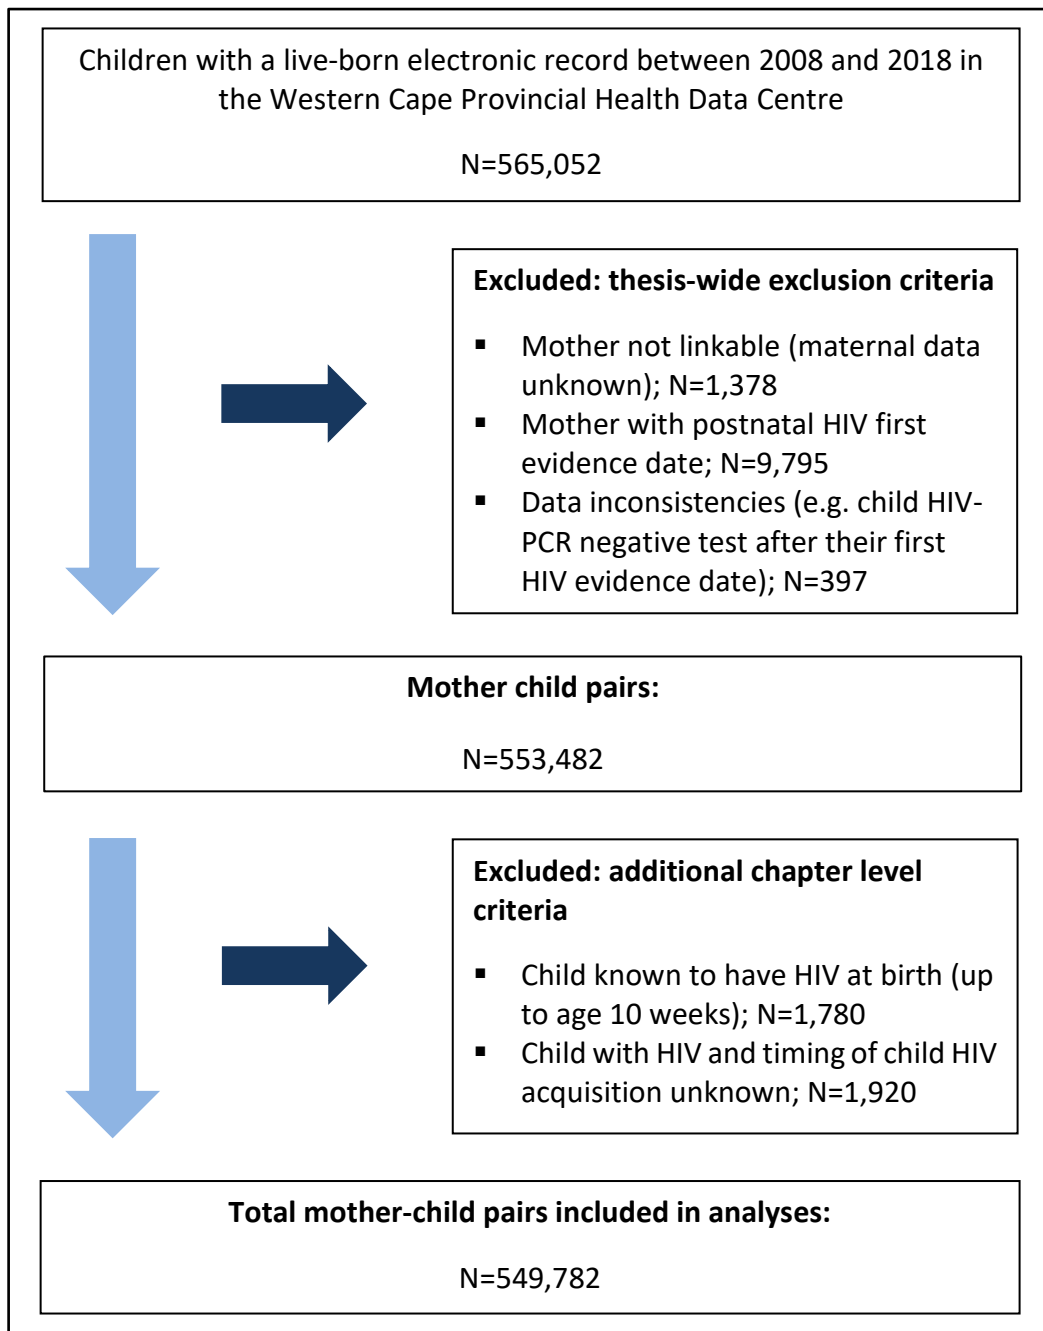 Children with a live-born electronic record between 2008 and 2018 in
the Western Cape Provincial Health Data Centre
N=565,052
Excluded: thesis-wide exclusion criteria
▪ Mother not linkable (maternal data
unknown); N=1,378
▪ Mother with postnatal HIV first
evidence date; N=9,795
▪ Data inconsistencies (e.g. child HIV-
PCR negative test after their first
HIV evidence date); N=397
Mother child pairs:
N=553,482
Excluded: additional chapter level
criteria
▪ Child known to have HIV at birth (up
to age 10 weeks); N=1,780
▪ Child with HIV and timing of child HIV
acquisition unknown; N=1,920
Total mother-child pairs included in analyses:
N=549,782